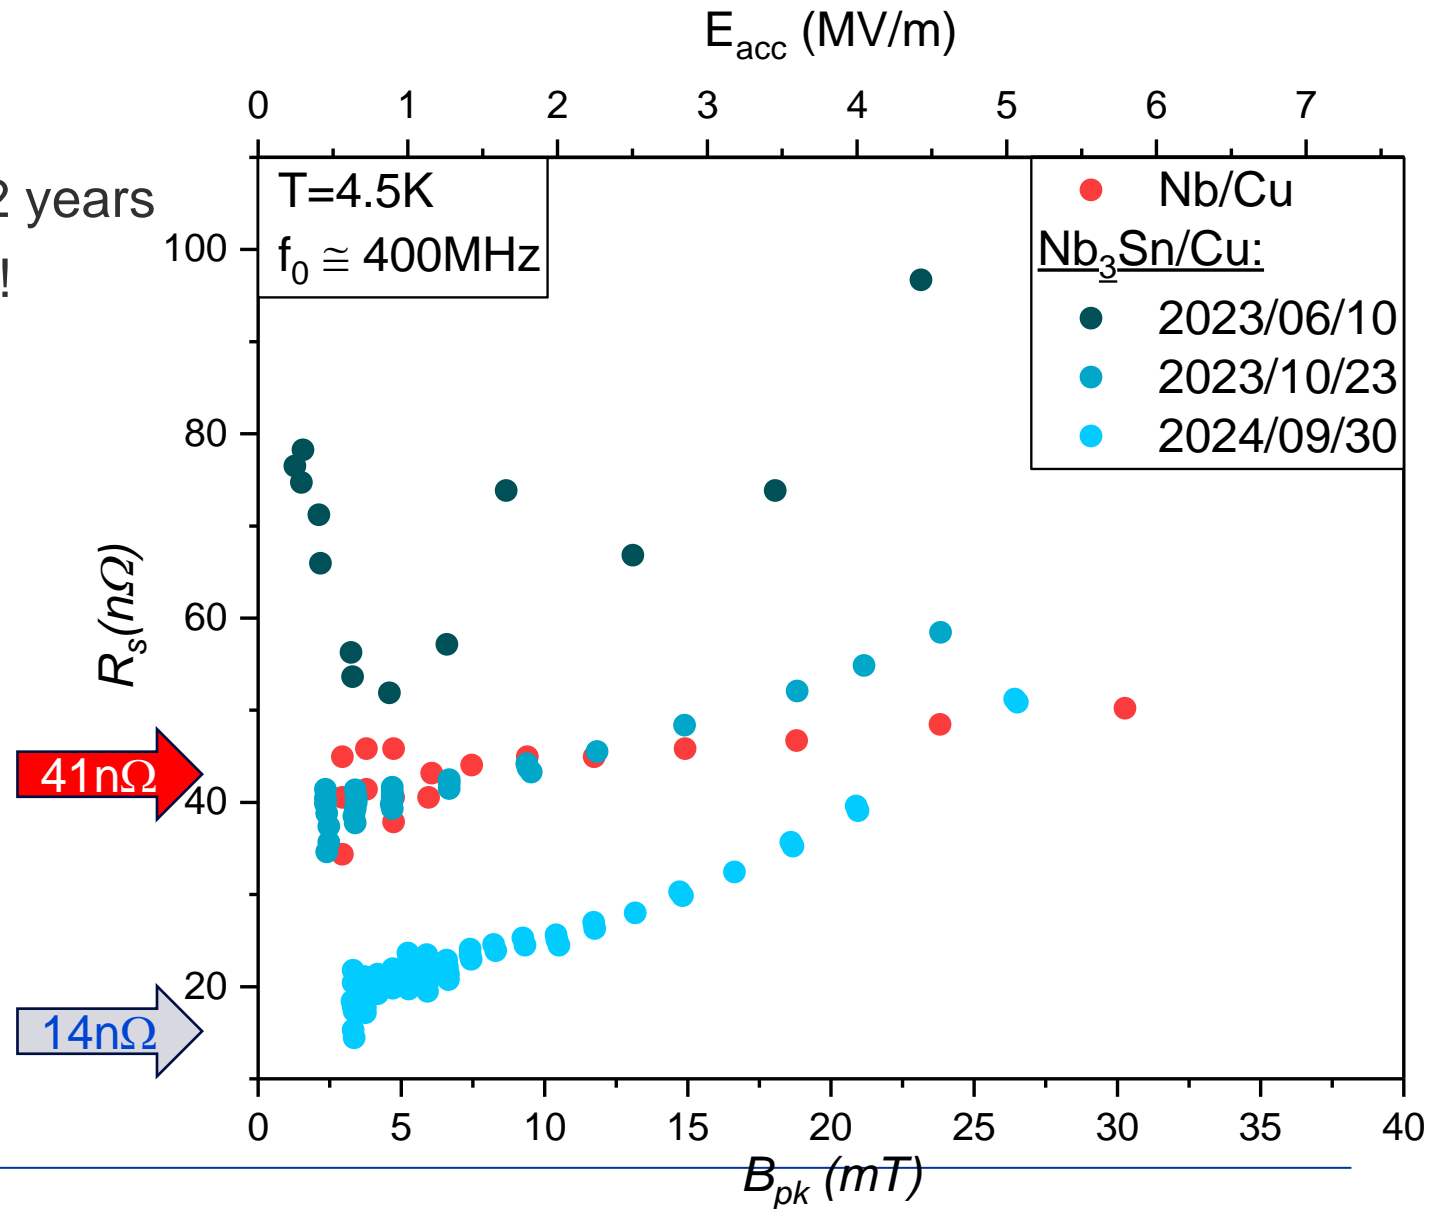 E_acc (MV/m)
0 1 2 3 4 5 6 7
2 years
!
T=4.5K
f_0 ≅ 400MHz
Nb/Cu
Nb_3Sn/Cu:
2023/06/10
2023/10/23
2024/09/30
100
80
60
40
20
R_s(nΩ)
41nΩ
14nΩ
0 5 10 15 20 25 30 35 40
B_pk (mT)